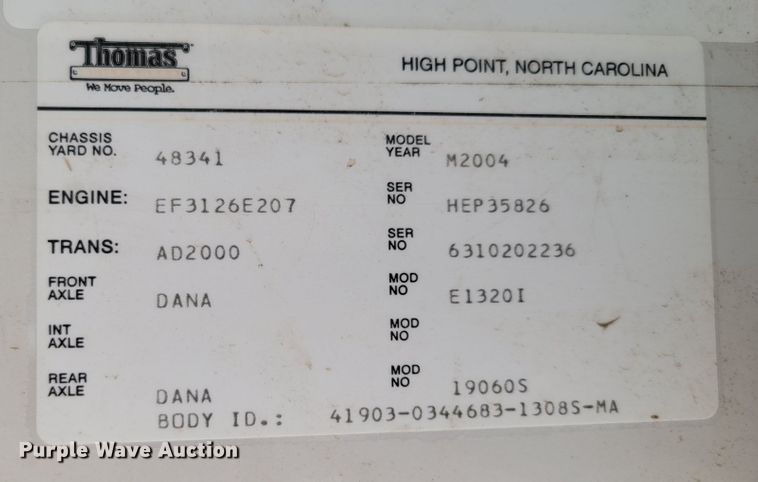 Thomas
We Move People.
HIGH POINT, NORTH CAROLINA
CHASSIS
YARD NO. 48341
MODEL
YEAR M2004
ENGINE: EF3126E207
SER
NO HEP35826
TRANS: AD2000
SER
NO 6310202236
FRONT
AXLE DANA
MOD
NO E1320I
INT
AXLE
MOD
NO
REAR
AXLE DANA
MOD
NO 19060S
BODY ID.: 41903-0344683-1308S-MA
Purple Wave Auction